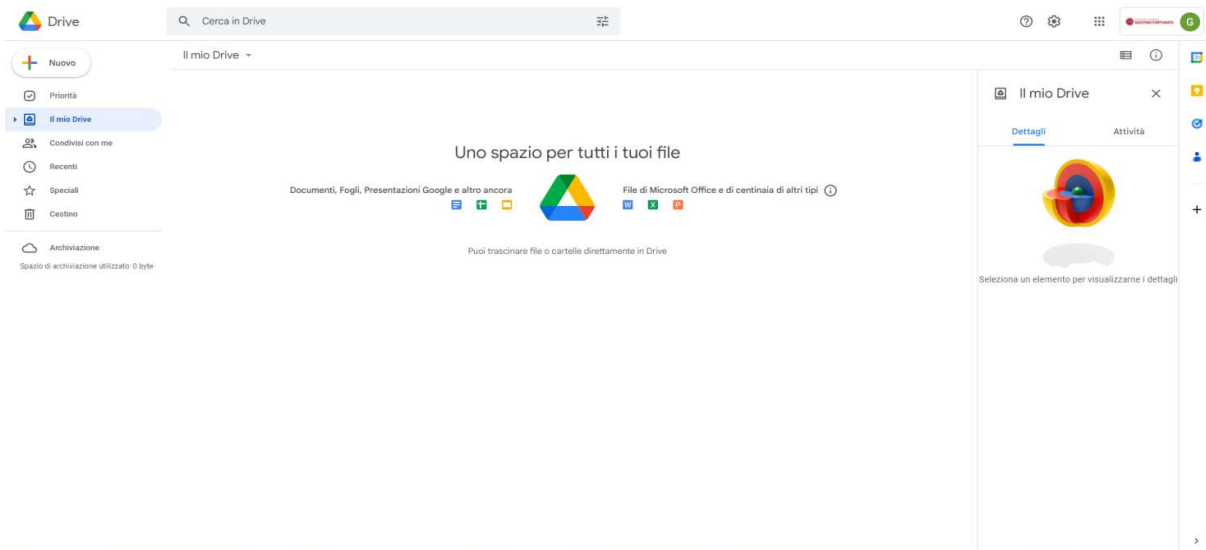 Drive
Cerca in Drive
G
Nuovo
Il mio Drive
Priorità
Il mio Drive
Condivisi con me
Recenti
Speciali
Cestino
Archiviazione
Spazio di archiviazione utilizzato: 0 byte
Uno spazio per tutti i tuoi file
Documenti, Fogli, Presentazioni Google e altro ancora
File di Microsoft Office e di centinaia di altri tipi
W X P
Puoi trascinare file o cartelle direttamente in Drive
Il mio Drive
Dettagli Attività
Seleziona un elemento per visualizzarne i dettagli